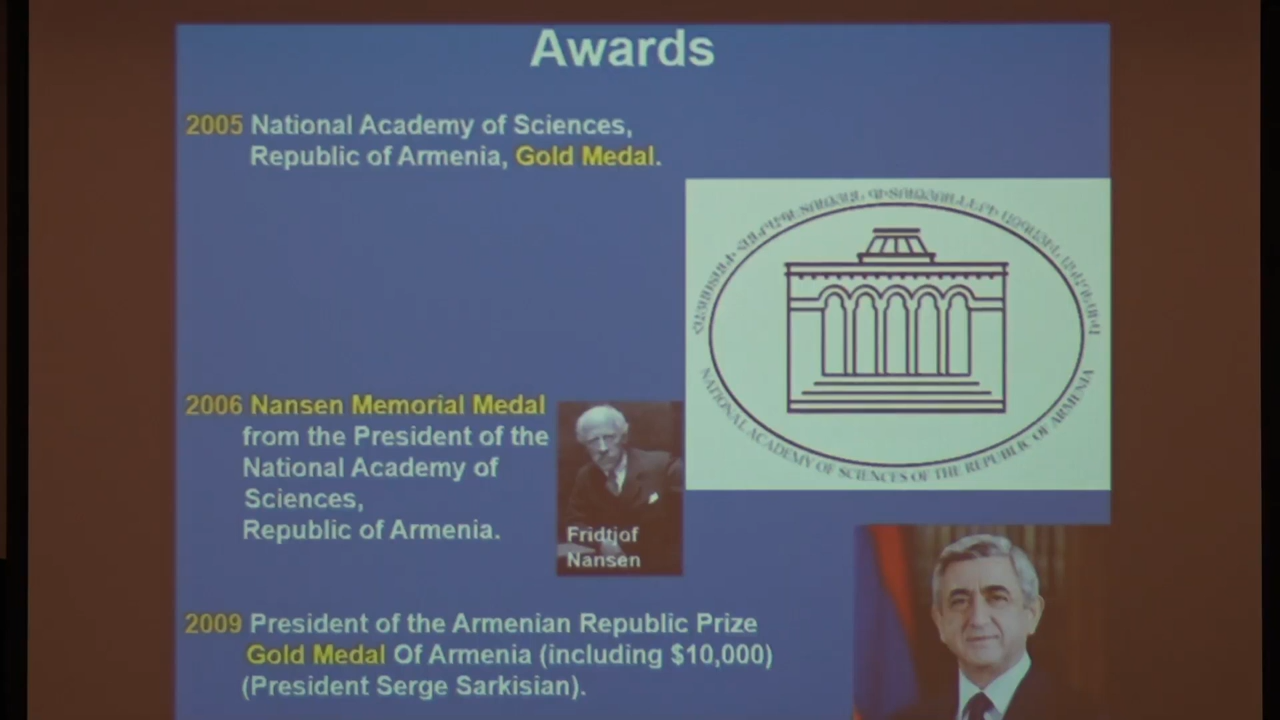 Awards
2005 National Academy of Sciences,
Republic of Armenia, Gold Medal.
NATIONAL ACADEMY OF SCIENCES OF THE REPUBLIC OF ARMENIA
2006 Nansen Memorial Medal
from the President of the
National Academy of
Sciences,
Republic of Armenia.
Fridtjof
Nansen
2009 President of the Armenian Republic Prize
Gold Medal Of Armenia (including $10,000)
(President Serge Sarkisian).